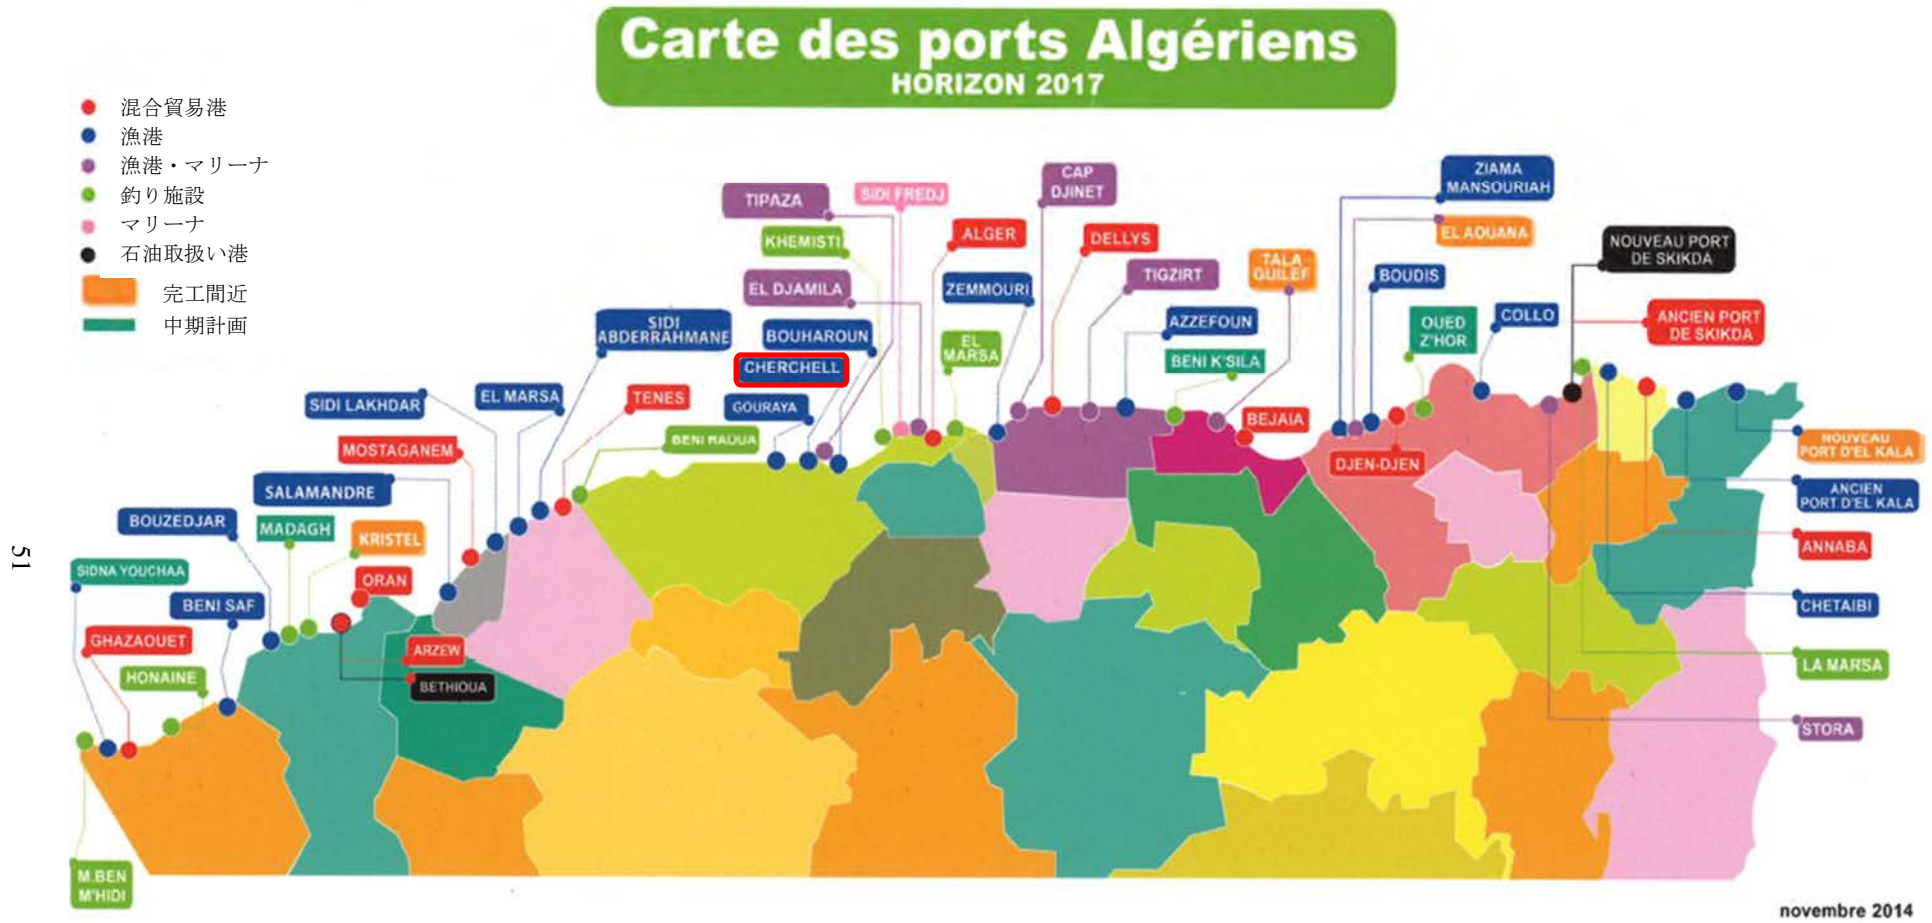 Carte des ports Algériens
HORIZON 2017
混合貿易港
漁港
漁港・マリーナ
釣り施設
マリーナ
石油取扱い港
完工間近
中期計画
TIPAZA
SIDI FREDJ
CAP
DJINET
ZIAMA
MANSOURIAH
KHEMISTI
ALGER
DELLYS
EL AOUANA
NOUVEAU PORT
DE SKIKDA
EL DJAMILA
ZEMMOURI
TIGZIRT
TALA
GUILEF
BOUDIS
SIDI
ABDERRAHMANE
BOUHAROUN
EL
MARSA
AZZEFOUN
OUED
Z'HOR
COLLO
ANCIEN PORT
DE SKIKDA
CHERCHELL
BENI K'SILA
SIDI LAKHDAR
EL MARSA
TENES
GOURAYA
BEJAIA
MOSTAGANEM
BENI HAOUA
DJEN-DJEN
NOUVEAU
PORT D'EL KALA
SALAMANDRE
ANCIEN
PORT D'EL KALA
BOUZEDJAR
MADAGH
KRISTEL
ANNABA
SIDNA YOUCHAA
ORAN
BENI SAF
CHETAIBI
GHAZAOUET
ARZEW
HONAINE
BETHIOUA
LA MARSA
STORA
M.BEN
M'HIDI
51
novembre 2014